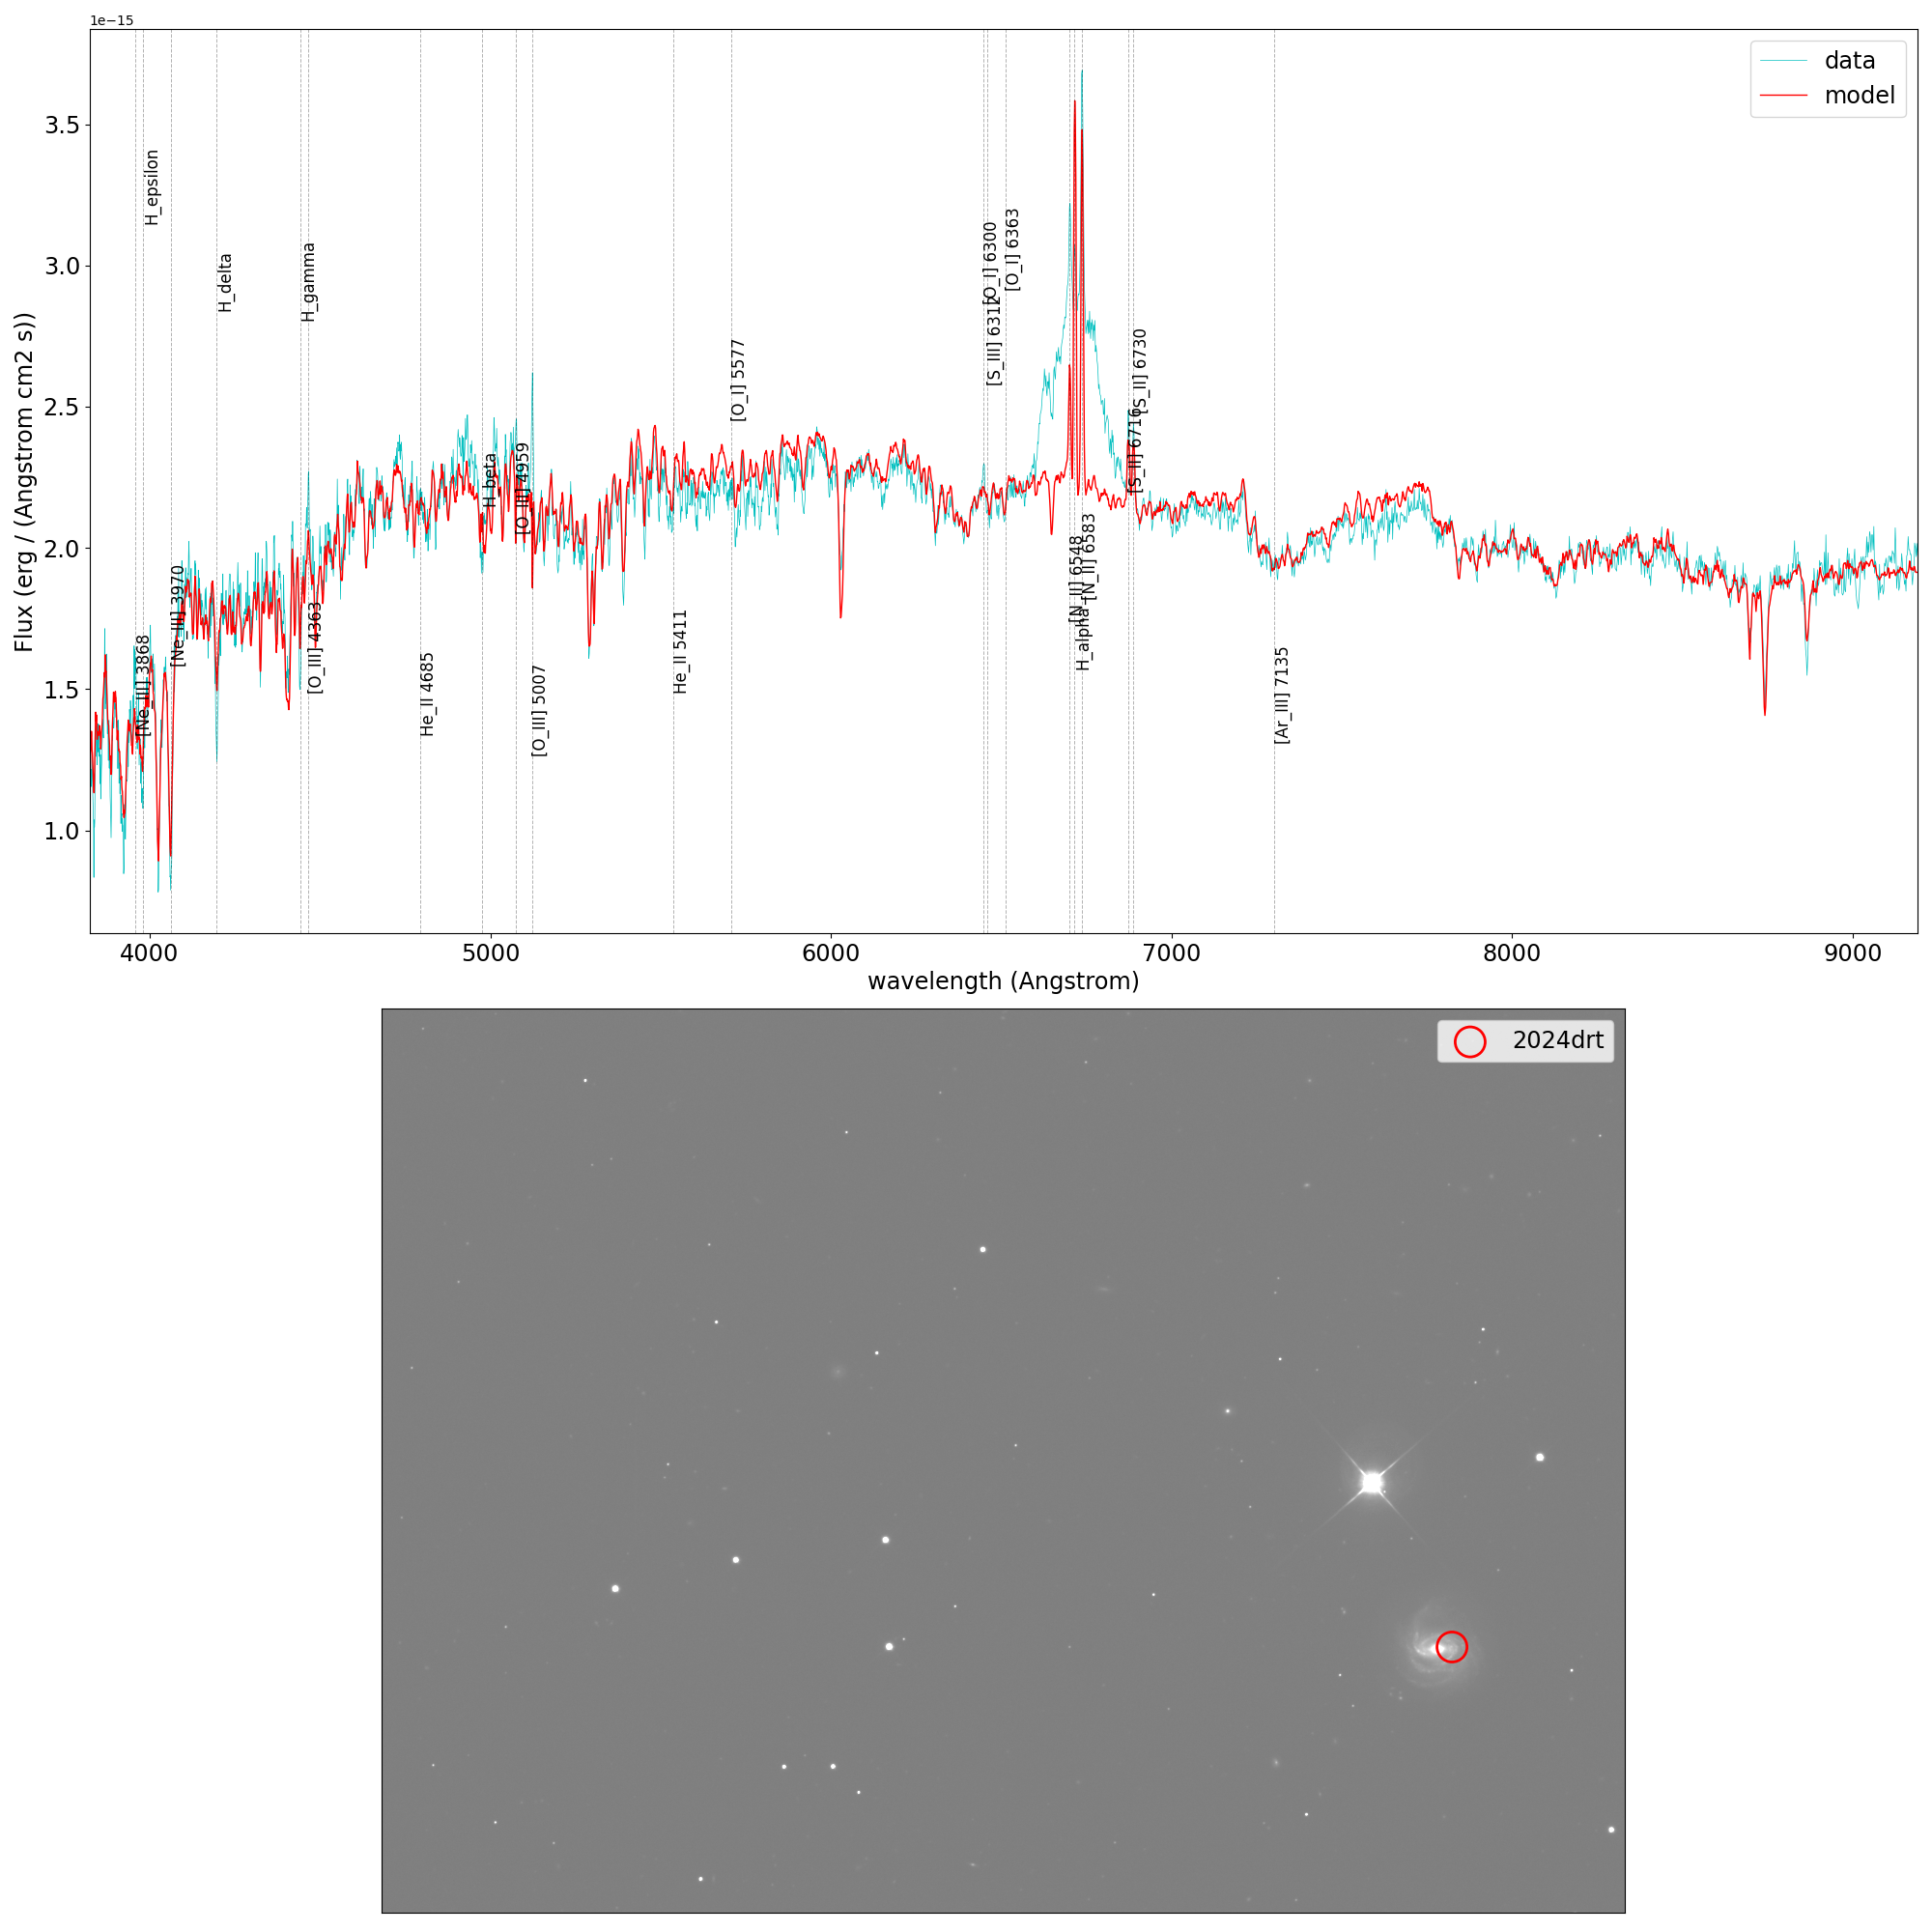 1e−15
data
model
3.5
3.0
2.5
2.0
1.5
1.0
Flux (erg / (Angstrom cm2 s))
H_epsilon
H_delta
H_gamma
[O_I] 5577
[O_I] 6300
[O_I] 6363
[S_III] 6312
[S_II] 6730
[S_II] 6716
H_beta
[O_III] 4959
[N_II] 6548
[N_II] 6583
H_alpha
[Ne_III] 3970
[Ne_III] 3868
[O_III] 4363
He_II 4685
[O_III] 5007
He_II 5411
[Ar_III] 7135
4000 5000 6000 7000 8000 9000
wavelength (Angstrom)
2024drt